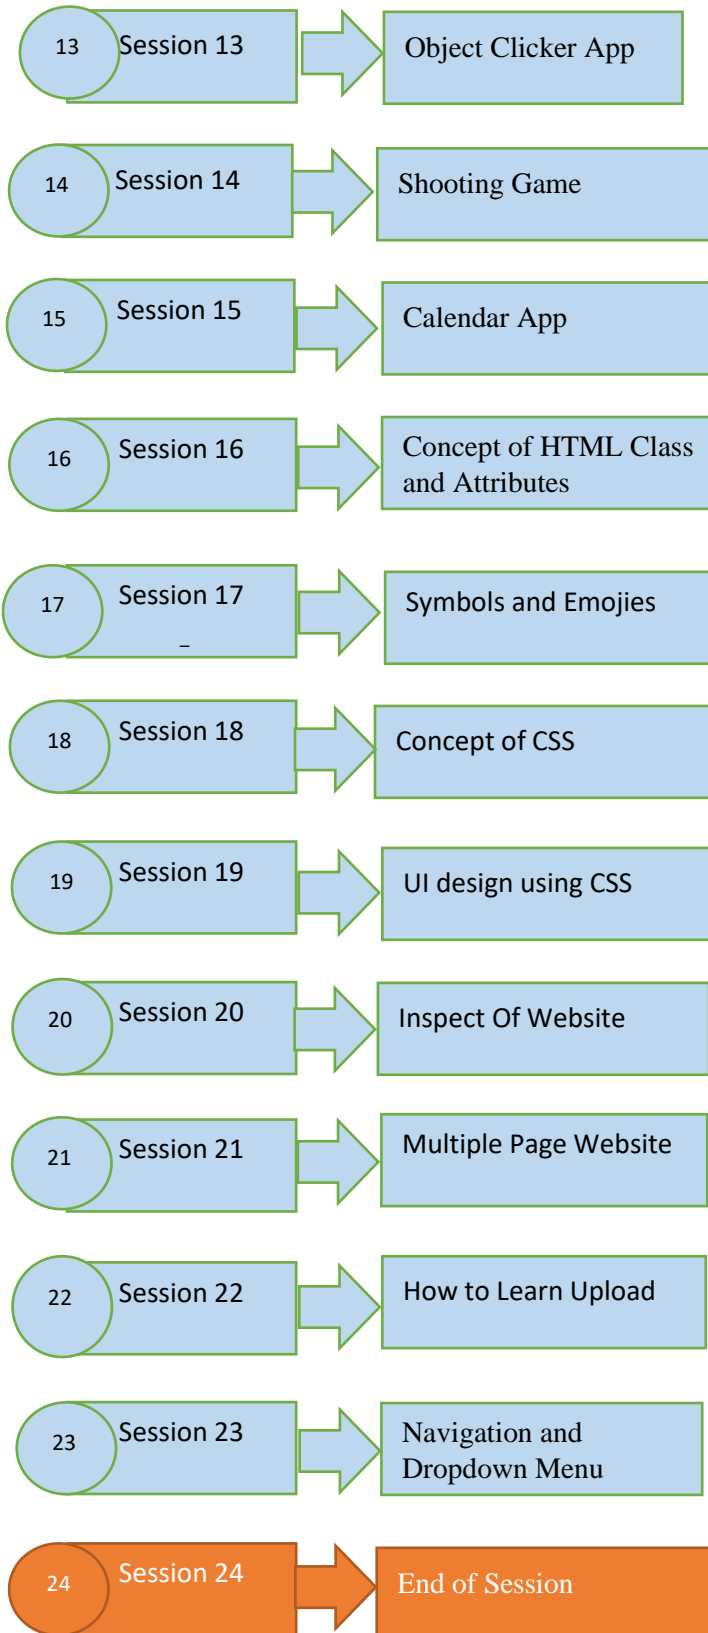 13 Session 13 Object Clicker App
14 Session 14 Shooting Game
15 Session 15 Calendar App
16 Session 16 Concept of HTML Class
and Attributes
17 Session 17 Symbols and Emojies
–
18 Session 18 Concept of CSS
19 Session 19 UI design using CSS
20 Session 20 Inspect Of Website
21 Session 21 Multiple Page Website
22 Session 22 How to Learn Upload
23 Session 23 Navigation and
Dropdown Menu
24 Session 24 End of Session